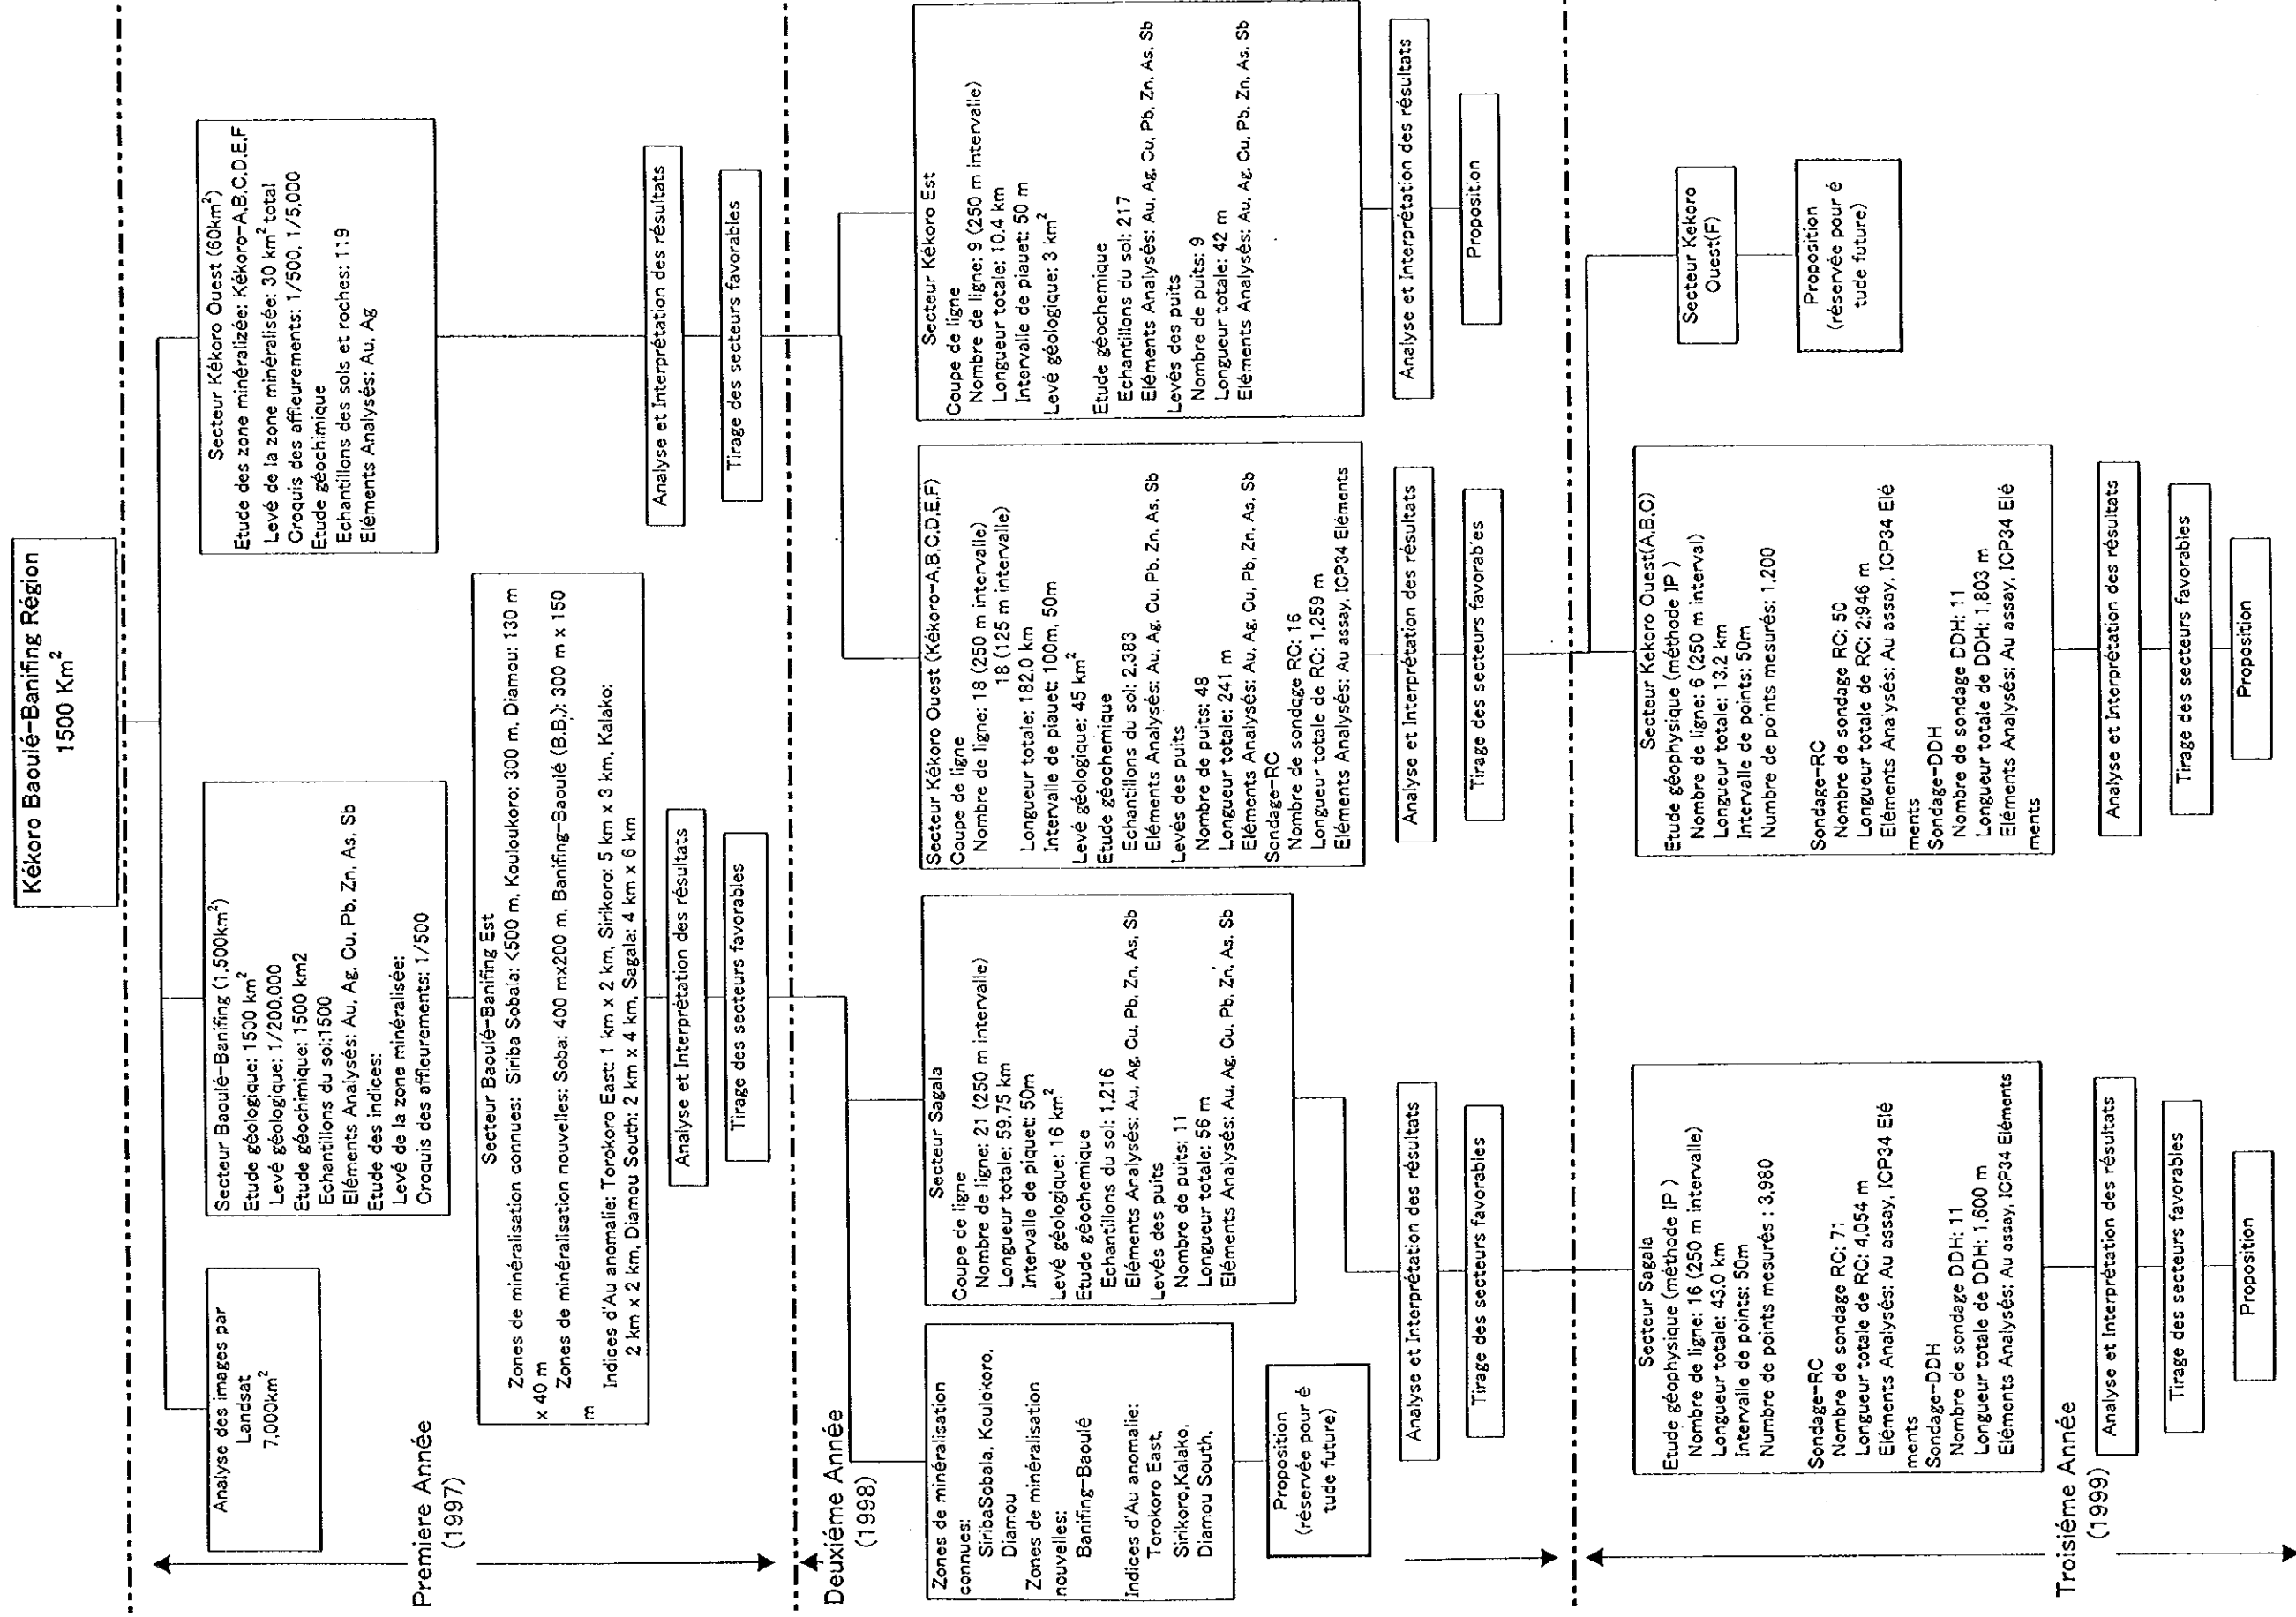 Kékoro Baoulé-Banifing Région
1500 Km²
Premiere Année
(1997)
Analyse des images par
Landsat
7,000km²
Secteur Baoulé-Banifing (1,500km²)
Etude géologique: 1500 km²
Levé géologique: 1/200,000
Etude géochimique: 1500 km2
Echantillons du sol:1500
Eléments Analysés: Au, Ag, Cu, Pb, Zn, As, Sb
Etude des indices:
Levé de la zone minéralisée:
Croquis des affleurements: 1/500
Secteur Kékoro Ouest (60km²)
Etude des zone minéralizée: Kékoro-A,B,C,D,E,F
Levé de la zone minéralisée: 30 km² total
Croquis des affleurements: 1/500, 1/5,000
Etude géochimique
Echantillons des sols et roches: 119
Eléments Analysés: Au, Ag
Secteur Baoulé-Banifing Est
Zones de minéralisation connues: Siriba Sobala: <500 m, Kouloukoro: 300 m, Diamou: 130 m
x 40 m
Zones de minéralisation nouvelles: Soba: 400 mx200 m, Banifing-Baoulé (B.B.): 300 m x 150
m
Indices d'Au anomalie: Torokoro East: 1 km x 2 km, Sirikoro: 5 km x 3 km, Kalako:
2 km x 2 km, Diamou South: 2 km x 4 km, Sagala: 4 km x 6 km
Analyse et Interprétation des résultats
Tirage des secteurs favorables
Analyse et Interprétation des résultats
Tirage des secteurs favorables
Deuxiéme Année
(1998)
Zones de minéralisation
connues:
SiribaSobala, Koulokoro,
Diamou
Zones de minéralisation
nouvelles:
Banifing-Baoulé
Indices d'Au anomalie:
Torokoro East,
Sirikoro,Kalako,
Diamou South,
Proposition
(réservée pour é
tude future)
Secteur Sagala
Coupe de ligne
Nombre de ligne: 21 (250 m intervalle)
Longueur totale: 59.75 km
Intervalle de piquet: 50m
Levé géologique: 16 km²
Etude géochemique
Echantillons du sol: 1,216
Eléments Analysés: Au, Ag, Cu, Pb, Zn, As, Sb
Levés des puits
Nombre de puits: 11
Longueur totale: 56 m
Eléments Analysés: Au, Ag, Cu, Pb, Zn, As, Sb
Analyse et Interprétation des résultats
Tirage des secteurs favorables
Secteur Kékoro Ouest (Kékoro-A,B,C,D,E,F)
Coupe de ligne
Nombre de ligne: 18 (250 m intervalle)
18 (125 m intervalle)
Longueur totale: 182.0 km
Intervalle de piauet: 100m, 50m
Levé géologique: 45 km²
Etude géochemique
Echantillons du sol: 2,383
Eléments Analysés: Au, Ag, Cu, Pb, Zn, As, Sb
Levés des puits
Nombre de puits: 48
Longueur totale: 241 m
Eléments Analysés: Au, Ag, Cu, Pb, Zn, As, Sb
Sondage-RC
Nombre de sondage RC: 16
Longueur totale de RC: 1,259 m
Eléments Analysés: Au assay, ICP34 Eléments
Analyse et Interprétation des résultats
Tirage des secteurs favorables
Secteur Kékoro Est
Coupe de ligne
Nombre de ligne: 9 (250 m intervalle)
Longueur totale: 10.4 km
Intervalle de piauet: 50 m
Levé géologique: 3 km²
Etude géochemique
Echantillons du sol: 217
Eléments Analysés: Au, Ag, Cu, Pb, Zn, As, Sb
Levés des puits
Nombre de puits: 9
Longueur totale: 42 m
Eléments Analysés: Au, Ag, Cu, Pb, Zn, As, Sb
Analyse et Interprétation des résultats
Proposition
Troisiéme Année
(1999)
Secteur Sagala
Etude géophysique (méthode IP )
Nombre de ligne: 16 (250 m intervalle)
Longueur totale: 43.0 km
Intervalle de points: 50m
Numbre de points mesurés : 3,980
Sondage-RC
Nombre de sondage RC: 71
Longueur totale de RC: 4,054 m
Eléments Analysés: Au assay, ICP34 Elé
ments
Sondage-DDH
Nombre de sondage DDH: 11
Longueur totale de DDH: 1,600 m
Eléments Analysés: Au assay, ICP34 Eléments
Analyse et Interprétation des résultats
Tirage des secteurs favorables
Proposition
Secteur Kekoro Ouest(A,B,C)
Etude géophysique (méthode IP )
Nombre de ligne: 6 (250 m interval)
Longueur totale: 13.2 km
Intervalle de points: 50m
Numbre de points mesurés: 1,200
Sondage-RC
Nombre de sondage RC: 50
Longueur totale de RC: 2,946 m
Eléments Analysés: Au assay, ICP34 Elé
ments
Sondage-DDH
Nombre de sondage DDH: 11
Longueur totale de DDH: 1,803 m
Eléments Analysés: Au assay, ICP34 Elé
ments
Analyse et Interprétation des résultats
Tirage des secteurs favorables
Proposition
Secteur Kekoro
Ouest(F)
Proposition
(réservée pour é
tude future)